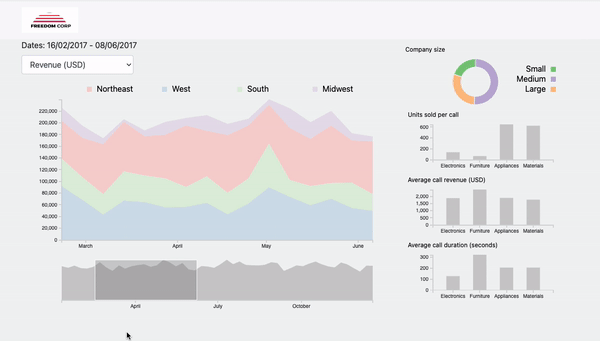 FREEDOM CORP
Dates: 16/02/2017 - 08/06/2017
Revenue (USD)
Northeast West South Midwest
220,000
200,000
180,000
160,000
140,000
120,000
100,000
80,000
60,000
40,000
20,000
0
March April May June
April July October
Company size
Small
Medium
Large
Units sold per call
600
400
200
0
Electronics Furniture Appliances Materials
Average call revenue (USD)
2,000
1,500
1,000
500
0
Electronics Furniture Appliances Materials
Average call duration (seconds)
300
200
100
0
Electronics Furniture Appliances Materials